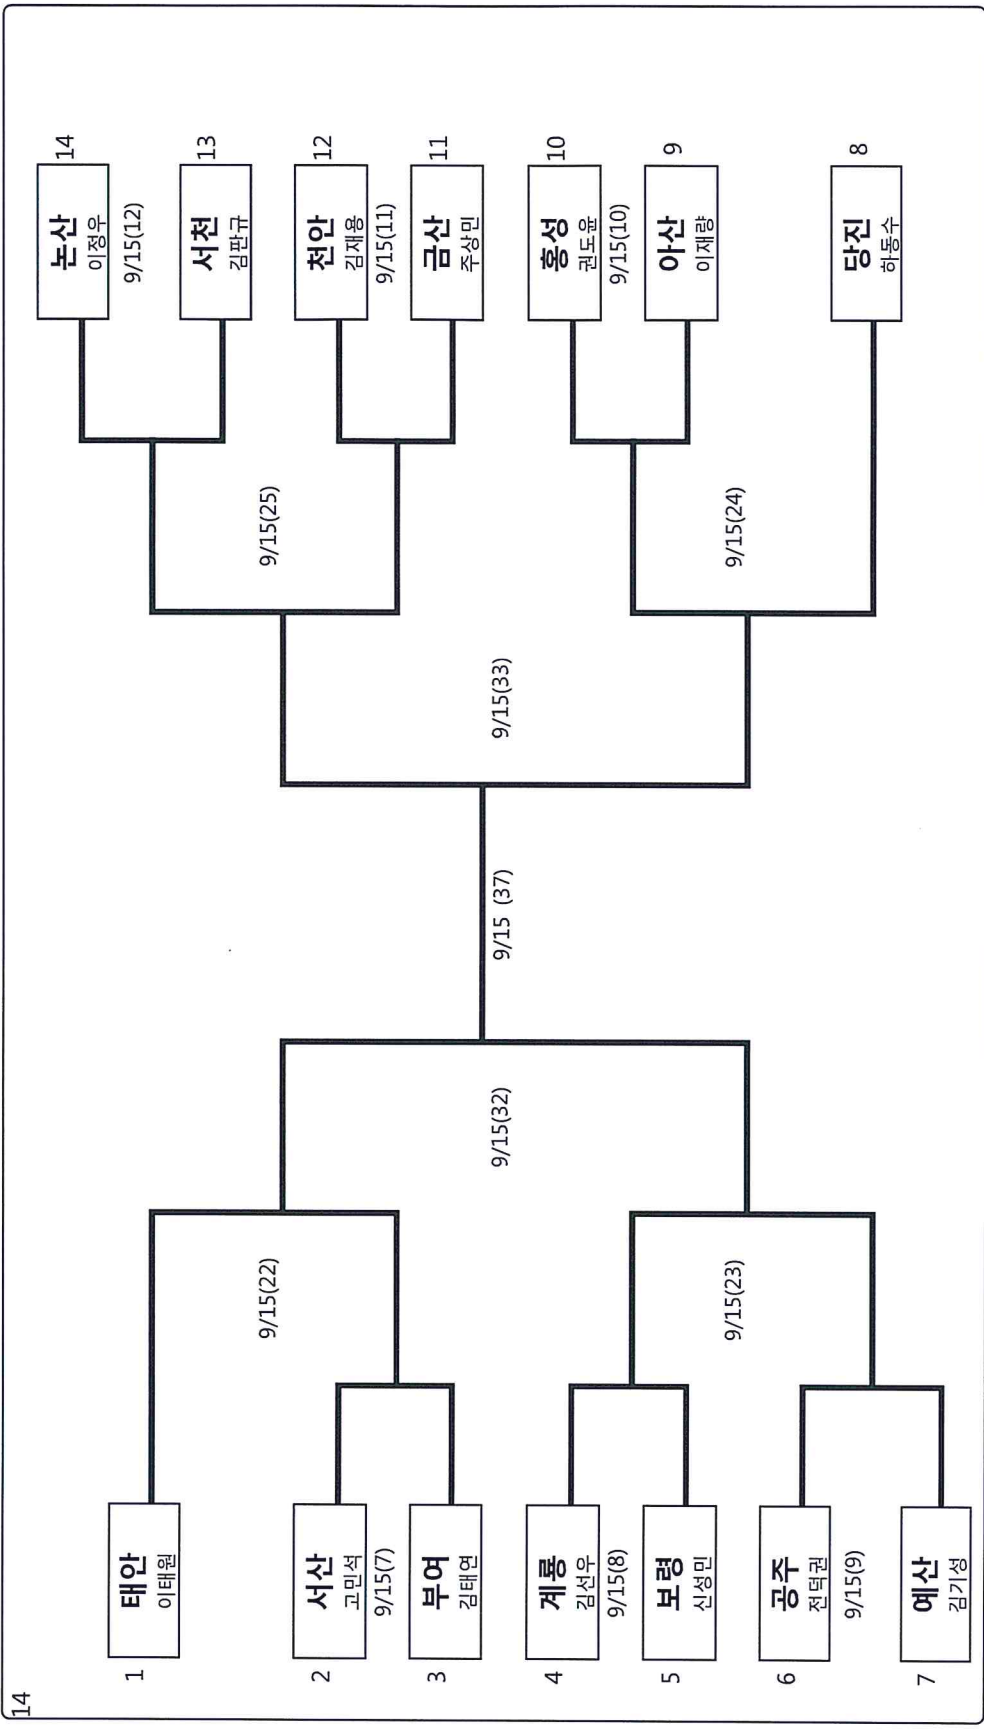 14
1
태안
이태원
9/15(22)
2
서산
고민석
9/15(7)
3
부여
김태연
9/15(32)
4
계룡
김선우
9/15(8)
5
보령
신성민
9/15(23)
6
공주
전덕권
9/15(9)
7
예산
김기성
9/15 (37)
14
논산
이정우
9/15(12)
13
서천
김판규
9/15(25)
12
천안
김재용
9/15(11)
11
금산
주상민
9/15(33)
10
홍성
권도윤
9/15(10)
9
아산
이재량
9/15(24)
8
당진
하동수